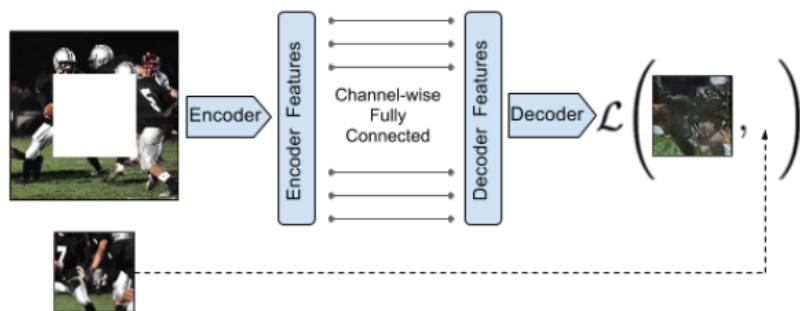 Encoder
Encoder Features
Channel-wise
Fully
Connected
Decoder Features
Decoder
ℒ ( , )